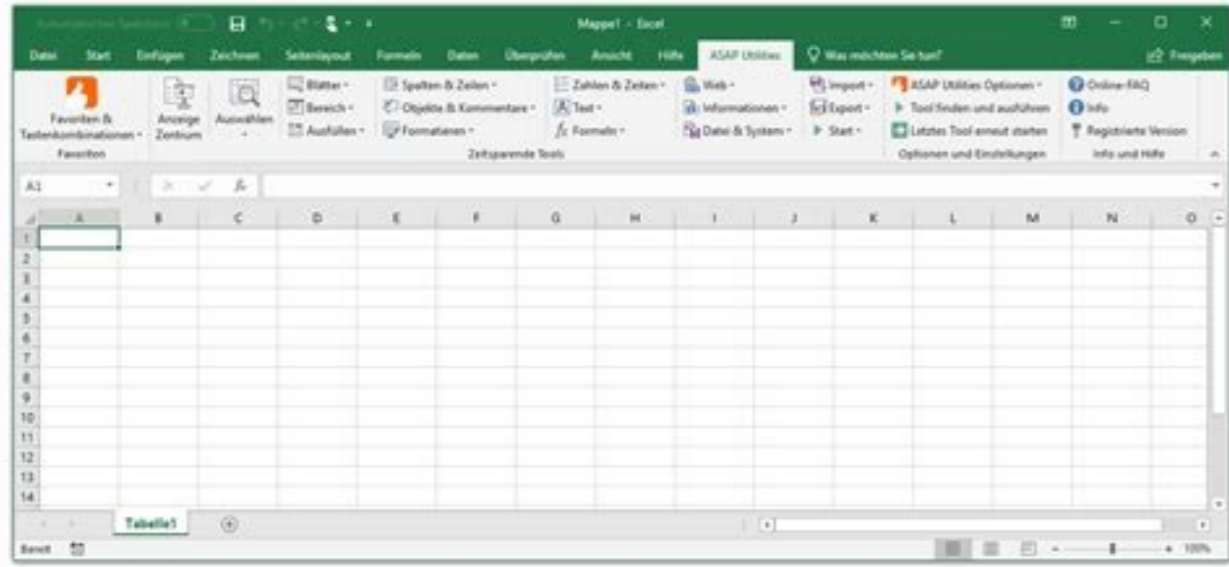 Automatisches Speichern
Mappe1 - Excel
Datei Start Einfügen Zeichnen Seitenlayout Formeln Daten Überprüfen Ansicht Hilfe ASAP Utilities Was möchten Sie tun? Freigeben
Favoriten & Tastenkombinationen
Favoriten
Anzeige Zentrum
Auswählen
Blätter
Bereich
Ausfüllen
Spalten & Zeilen
Objekte & Kommentare
Formatieren
Zahlen & Zeiten
Text
Formeln
Web
Informationen
Datei & System
Import
Export
Start
Zeitsparende Tools
ASAP Utilities Optionen
Tool finden und ausführen
Letztes Tool erneut starten
Optionen und Einstellungen
Online-FAQ
Info
Registrierte Version
Info und Hilfe
A1
fx
A B C D E F G H I J K L M N O
1
2
3
4
5
6
7
8
9
10
11
12
13
14
Tabelle1
Bereit
100%